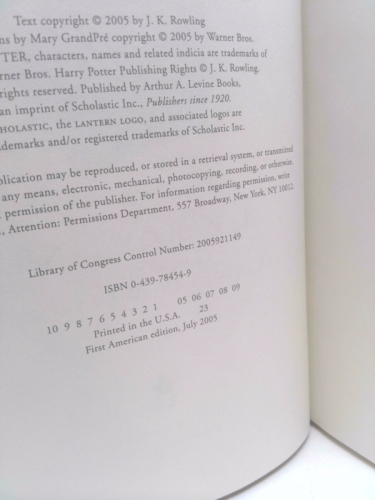 Text copyright © 2005 by J. K. Rowling
ns by Mary GrandPré copyright © 2005 by Warner Bros.
TTER, characters, names and related indicia are trademarks of
rner Bros. Harry Potter Publishing Rights © J. K. Rowling.
rights reserved. Published by Arthur A. Levine Books,
an imprint of Scholastic Inc., Publishers since 1920.
HOLASTIC, the LANTERN LOGO, and associated logos are
demarks and/or registered trademarks of Scholastic Inc.
plication may be reproduced, or stored in a retrieval system, or transmitted
any means, electronic, mechanical, photocopying, recording, or otherwise,
permission of the publisher. For information regarding permission, write
., Attention: Permissions Department, 557 Broadway, New York, NY 10012.
Library of Congress Control Number: 2005921149
ISBN 0-439-78454-9
10 9 8 7 6 5 4 3 2 1 05 06 07 08 09
Printed in the U.S.A. 23
First American edition, July 2005